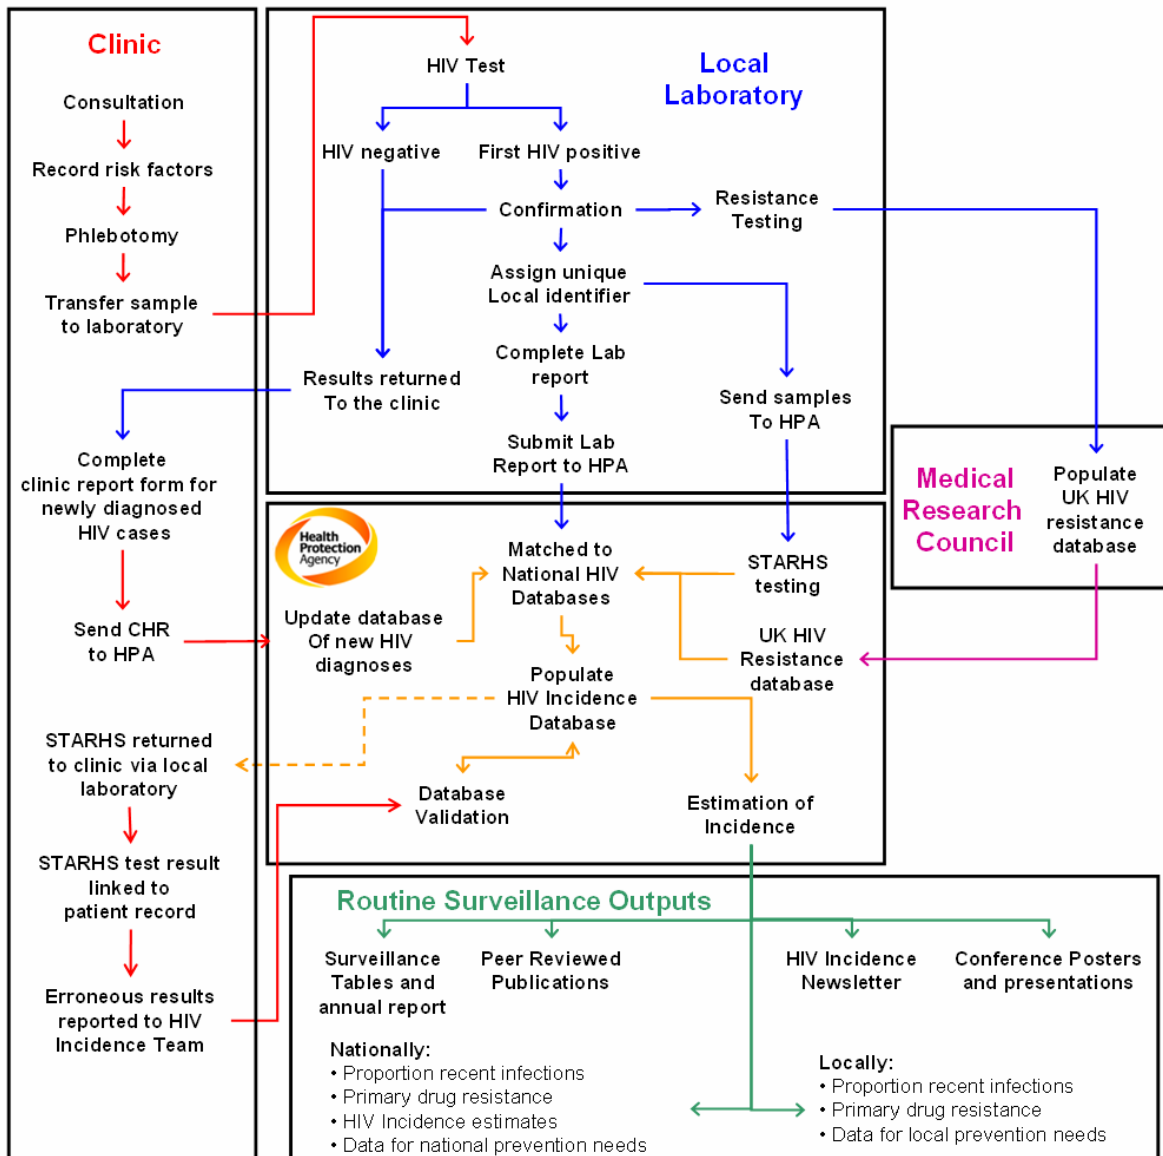 Clinic
Consultation
Record risk factors
Phlebotomy
Transfer sample
to laboratory
Complete
clinic report form for
newly diagnosed
HIV cases
Send CHR
to HPA
STARHS returned
to clinic via local
laboratory
STARHS test result
linked to
patient record
Erroneous results
reported to HIV
Incidence Team
Local
Laboratory
HIV Test
HIV negative
First HIV positive
Confirmation
Resistance
Testing
Assign unique
Local identifier
Complete Lab
report
Results returned
To the clinic
Send samples
To HPA
Submit Lab
Report to HPA
Medical
Research
Council
Populate
UK HIV
resistance
database
Health
Protection
Agency
Matched to
National HIV
Databases
STARHS
testing
Update database
Of new HIV
diagnoses
UK HIV
Resistance
database
Populate
HIV Incidence
Database
Database
Validation
Estimation of
Incidence
Routine Surveillance Outputs
Surveillance
Tables and
annual report
Peer Reviewed
Publications
HIV Incidence
Newsletter
Conference Posters
and presentations
Nationally:
• Proportion recent infections
• Primary drug resistance
• HIV Incidence estimates
• Data for national prevention needs
Locally:
• Proportion recent infections
• Primary drug resistance
• Data for local prevention needs